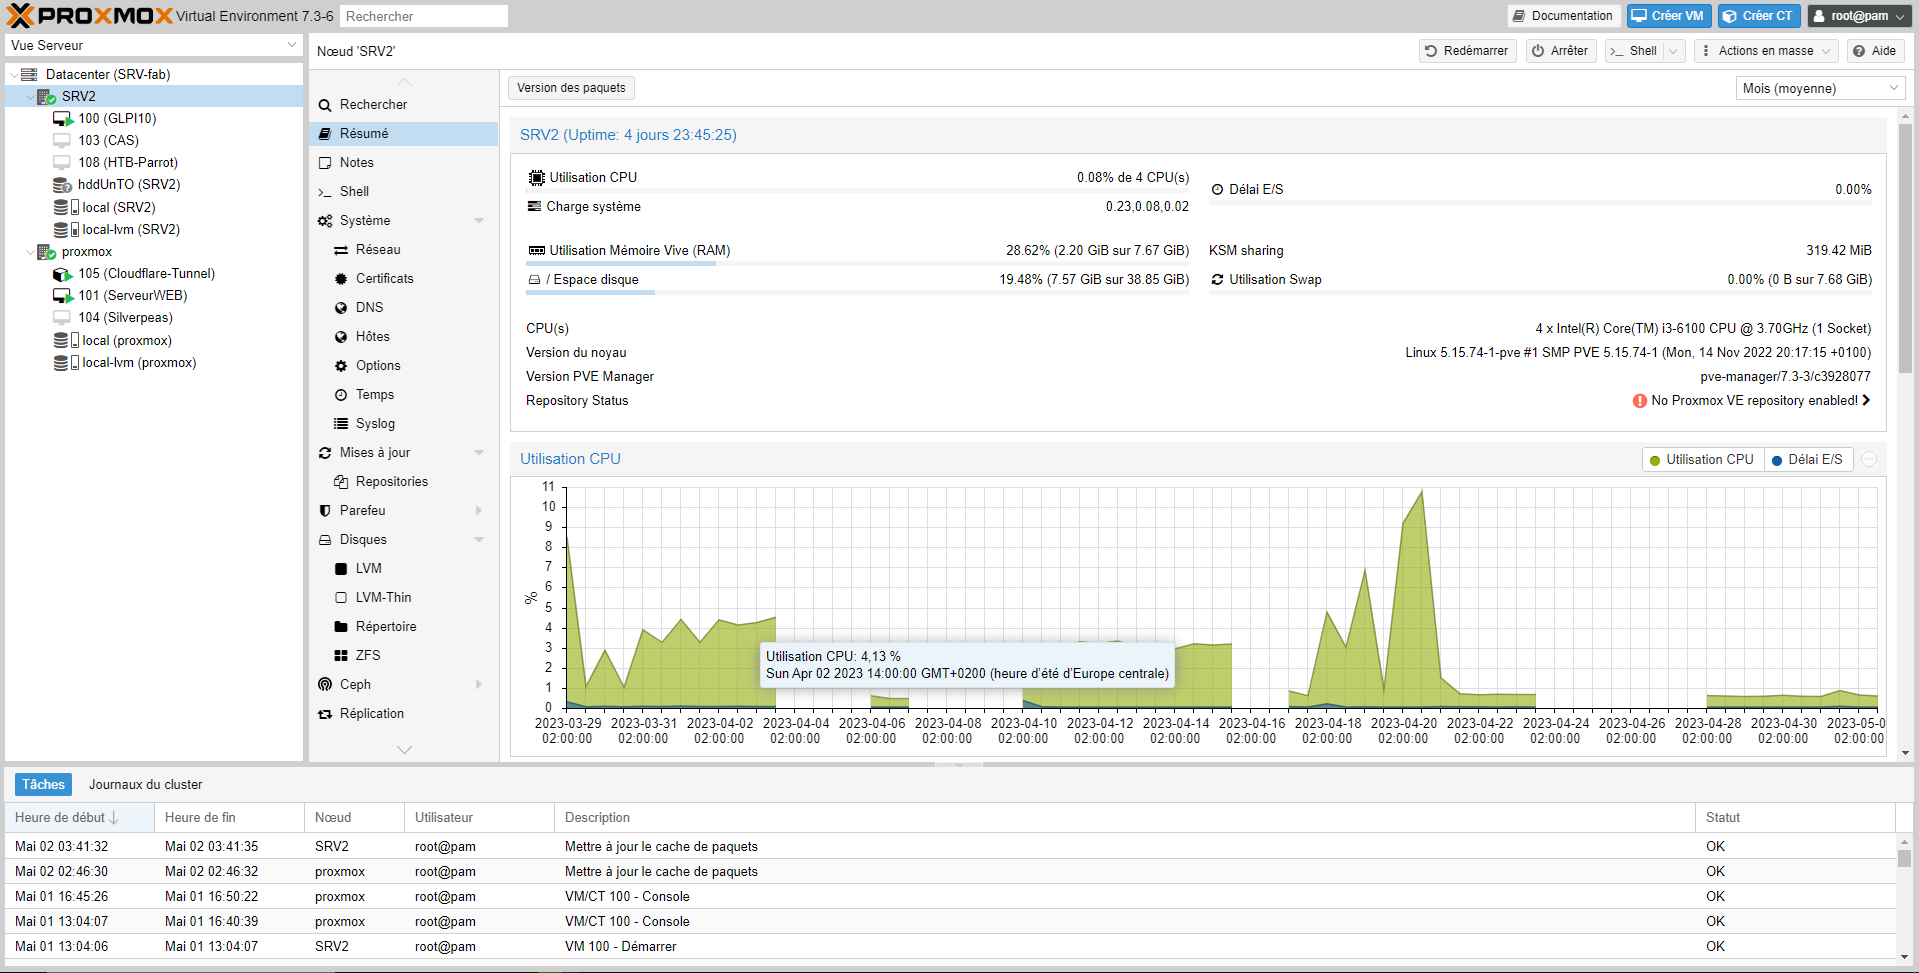 PROXMOX Virtual Environment 7.3-6 Rechercher Documentation Créer VM Créer CT root@pam
Vue Serveur
Datacenter (SRV-fab)
SRV2
100 (GLPI10)
103 (CAS)
108 (HTB-Parrot)
hddUnTO (SRV2)
local (SRV2)
local-lvm (SRV2)
proxmox
105 (Cloudflare-Tunnel)
101 (ServeurWEB)
104 (Silverpeas)
local (proxmox)
local-lvm (proxmox)
Nœud 'SRV2' Redémarrer Arrêter >_ Shell Actions en masse Aide
Rechercher
Résumé
Notes
>_ Shell
Système
Réseau
Certificats
DNS
Hôtes
Options
Temps
Syslog
Mises à jour
Repositories
Parefeu
Disques
LVM
LVM-Thin
Répertoire
ZFS
Ceph
Réplication
Version des paquets Mois (moyenne)
SRV2 (Uptime: 4 jours 23:45:25)
Utilisation CPU 0.08% de 4 CPU(s)
Charge système 0.23,0.08,0.02
Délai E/S 0.00%
Utilisation Mémoire Vive (RAM) 28.62% (2.20 GiB sur 7.67 GiB)
KSM sharing 319.42 MiB
/ Espace disque 19.48% (7.57 GiB sur 38.85 GiB)
Utilisation Swap 0.00% (0 B sur 7.68 GiB)
CPU(s) 4 x Intel(R) Core(TM) i3-6100 CPU @ 3.70GHz (1 Socket)
Version du noyau Linux 5.15.74-1-pve #1 SMP PVE 5.15.74-1 (Mon, 14 Nov 2022 20:17:15 +0100)
Version PVE Manager pve-manager/7.3-3/c3928077
Repository Status No Proxmox VE repository enabled!
Utilisation CPU Utilisation CPU Délai E/S
11
10
9
8
7
6
5
4
3
2
1
0
%
Utilisation CPU: 4,13 %
Sun Apr 02 2023 14:00:00 GMT+0200 (heure d'été d'Europe centrale)
2023-03-29 2023-03-31 2023-04-02 2023-04-04 2023-04-06 2023-04-08 2023-04-10 2023-04-12 2023-04-14 2023-04-16 2023-04-18 2023-04-20 2023-04-22 2023-04-24 2023-04-26 2023-04-28 2023-04-30 2023-05-0
02:00:00 02:00:00 02:00:00 02:00:00 02:00:00 02:00:00 02:00:00 02:00:00 02:00:00 02:00:00 02:00:00 02:00:00 02:00:00 02:00:00 02:00:00 02:00:00 02:00:00 02:00:00
Tâches Journaux du cluster
Heure de début Heure de fin Nœud Utilisateur Description Statut
Mai 02 03:41:32 Mai 02 03:41:35 SRV2 root@pam Mettre à jour le cache de paquets OK
Mai 02 02:46:30 Mai 02 02:46:32 proxmox root@pam Mettre à jour le cache de paquets OK
Mai 01 16:45:26 Mai 01 16:50:22 proxmox root@pam VM/CT 100 - Console OK
Mai 01 13:04:07 Mai 01 16:40:39 proxmox root@pam VM/CT 100 - Console OK
Mai 01 13:04:06 Mai 01 13:04:07 SRV2 root@pam VM 100 - Démarrer OK